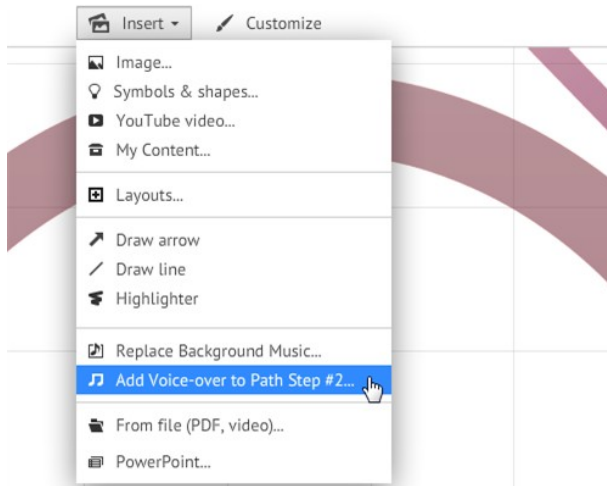 Insert
Customize
Image...
Symbols & shapes...
YouTube video...
My Content...
Layouts...
Draw arrow
Draw line
Highlighter
Replace Background Music...
Add Voice-over to Path Step #2...
From file (PDF, video)...
PowerPoint...